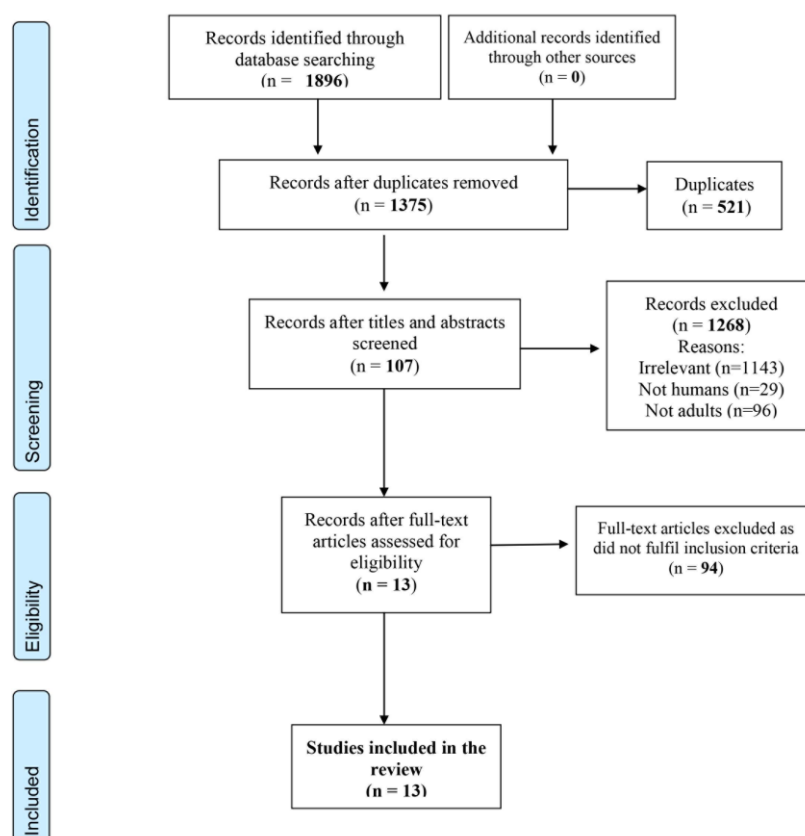 Records identified through
database searching
(n = 1896)
Additional records identified
through other sources
(n = 0)
Identification
Records after duplicates removed
(n = 1375)
Duplicates
(n = 521)
Screening
Records after titles and abstracts
screened
(n = 107)
Records excluded
(n = 1268)
Reasons:
Irrelevant (n=1143)
Not humans (n=29)
Not adults (n=96)
Eligibility
Records after full-text
articles assessed for
eligibility
(n = 13)
Full-text articles excluded as
did not fulfil inclusion criteria
(n = 94)
Included
Studies included in the
review
(n = 13)